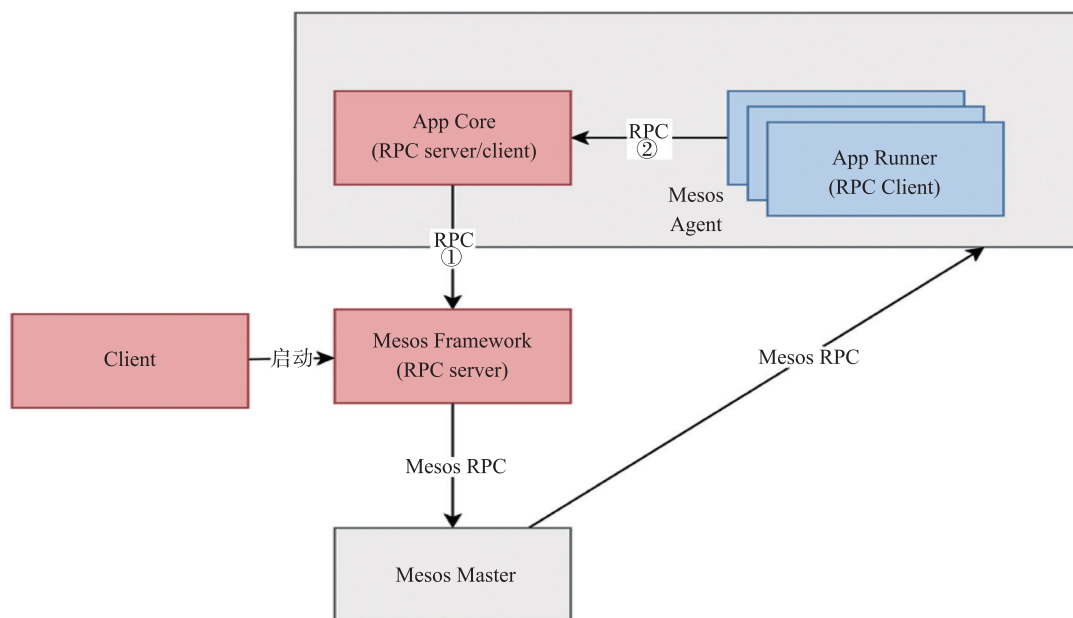 App Core
(RPC server/client)
RPC
②
App Runner
(RPC Client)
Mesos
Agent
RPC
①
Client
启动
Mesos Framework
(RPC server)
Mesos RPC
Mesos RPC
Mesos Master